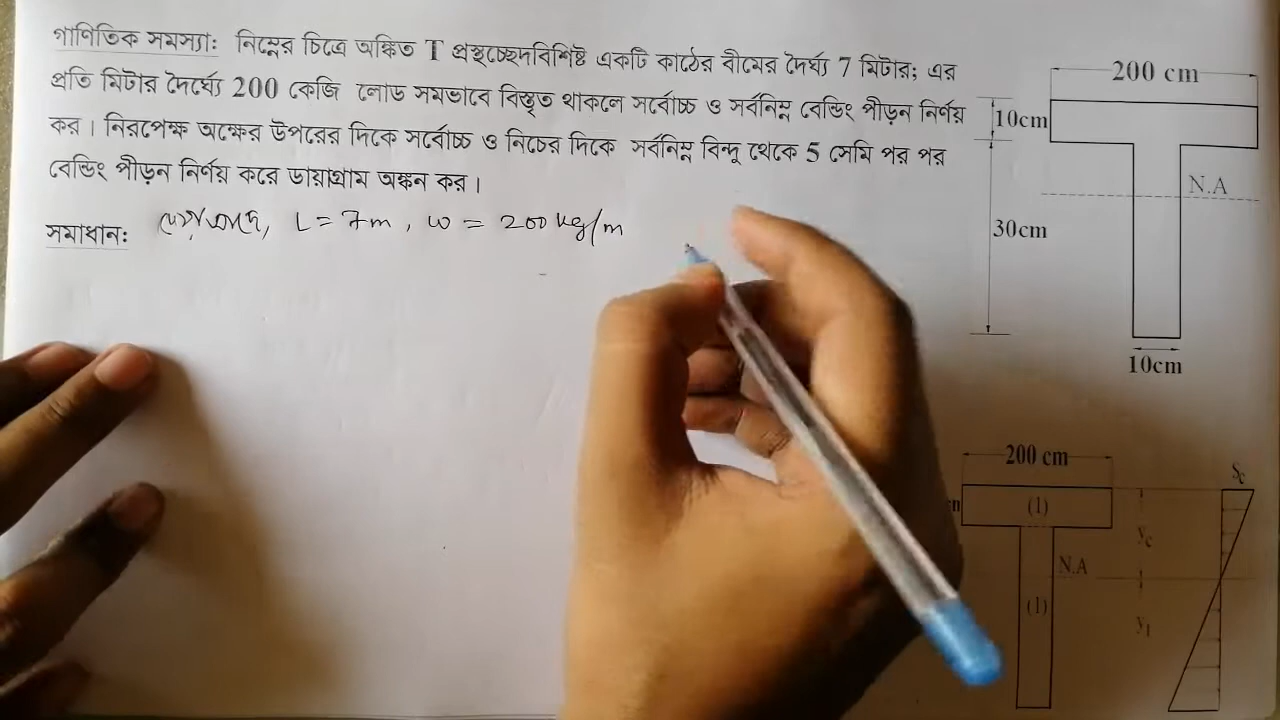 গাণিতিক সমস্যাঃ নিম্নের চিত্রে অঙ্কিত T প্রস্থচ্ছেদবিশিষ্ট একটি কাঠের বীমের দৈর্ঘ্য 7 মিটার; এর
প্রতি মিটার দৈর্ঘ্যে 200 কেজি লোড সমভাবে বিস্তৃত থাকলে সর্বোচ্চ ও সর্বনিম্ন বেন্ডিং পীড়ন নির্ণয়
কর। নিরপেক্ষ অক্ষের উপরের দিকে সর্বোচ্চ ও নিচের দিকে সর্বনিম্ন বিন্দু থেকে 5 সেমি পর পর
বেন্ডিং পীড়ন নির্ণয় করে ডায়াগ্রাম অঙ্কন কর।
সমাধানঃ L = 7m, w = 200 kg/m
200 cm
10cm
N.A
30cm
10cm
200 cm
S_c
(1)
y_c
N.A
(1)